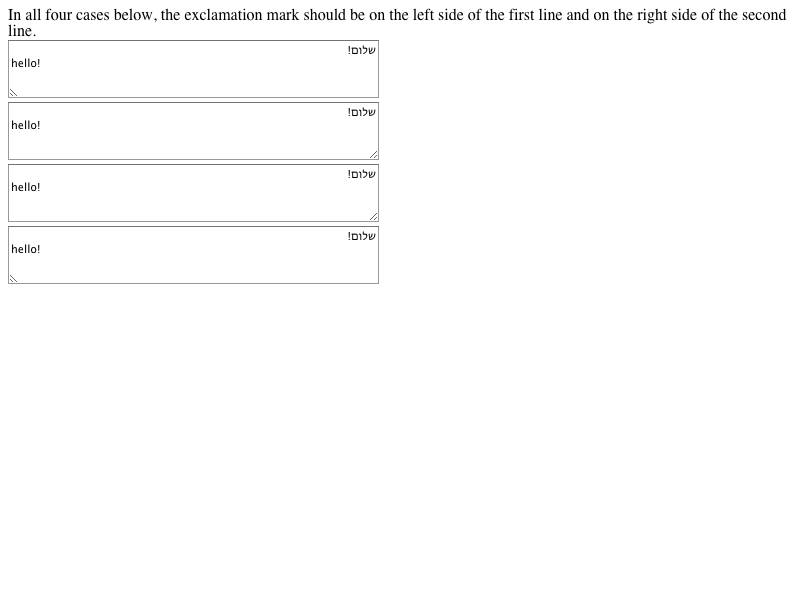 In all four cases below, the exclamation mark should be on the left side of the first line and on the right side of the second
line.
שלום!
hello!
שלום!
hello!
שלום!
hello!
שלום!
hello!